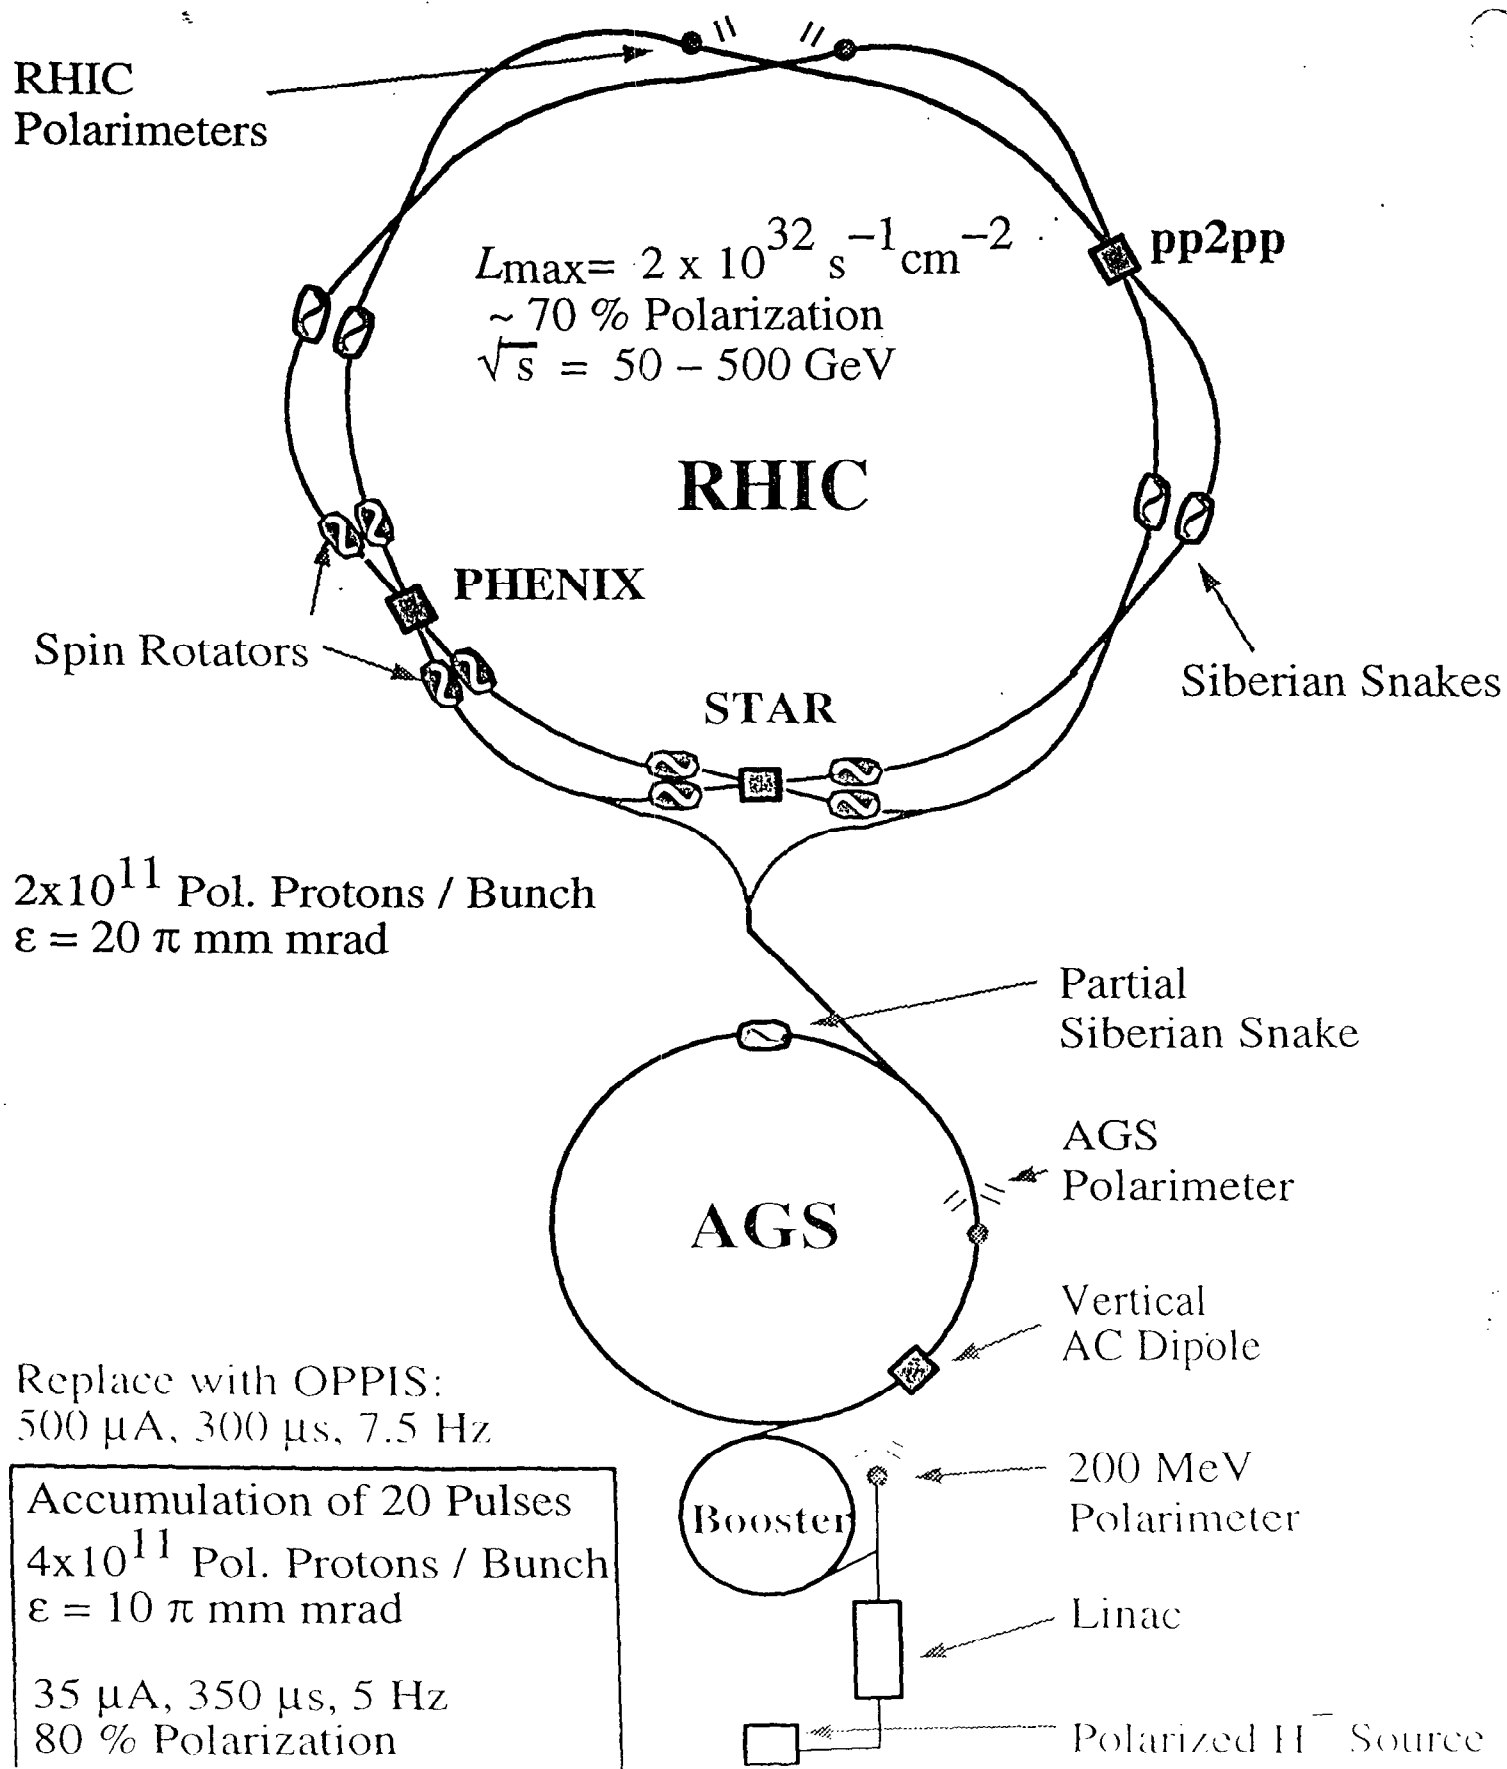 RHIC
Polarimeters
pp2pp
Lmax= 2 x 10^32 s^−1 cm^−2
~ 70 % Polarization
√s = 50 – 500 GeV
RHIC
PHENIX
Spin Rotators
Siberian Snakes
STAR
2x10^11 Pol. Protons / Bunch
ε = 20 π mm mrad
Partial
Siberian Snake
AGS
Polarimeter
AGS
Vertical
AC Dipole
Replace with OPPIS:
500 µA, 300 µs, 7.5 Hz
200 MeV
Polarimeter
Booster
Accumulation of 20 Pulses
4x10^11 Pol. Protons / Bunch
ε = 10 π mm mrad
Linac
35 µA, 350 µs, 5 Hz
80 % Polarization
Polarized H^− Source